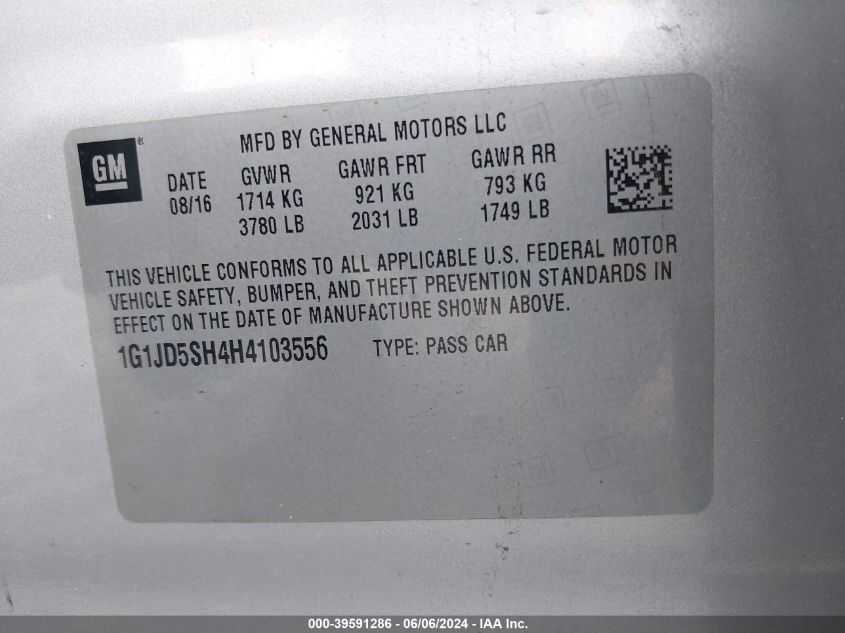 GM ®
MFD BY GENERAL MOTORS LLC
DATE GVWR GAWR FRT GAWR RR
08/16 1714 KG 921 KG 793 KG
3780 LB 2031 LB 1749 LB
THIS VEHICLE CONFORMS TO ALL APPLICABLE U.S. FEDERAL MOTOR
VEHICLE SAFETY, BUMPER, AND THEFT PREVENTION STANDARDS IN
EFFECT ON THE DATE OF MANUFACTURE SHOWN ABOVE.
1G1JD5SH4H4103556 TYPE: PASS CAR
000-39591286 - 06/06/2024 - IAA Inc.